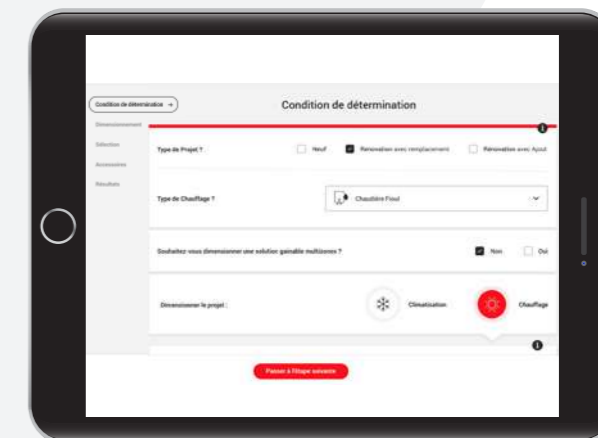 Condition de détermination →
Dimensionnement
Sélection
Accessoires
Résultats
Condition de détermination
Type de Projet ?
Neuf
Rénovation avec remplacement
Rénovation avec Ajout
Type de Chauffage ?
Chaudière Fioul
Souhaitez-vous dimensionner une solution gainable multizones ?
Non
Oui
Dimensionner le projet :
Climatisation
Chauffage
Passer à l'étape suivante